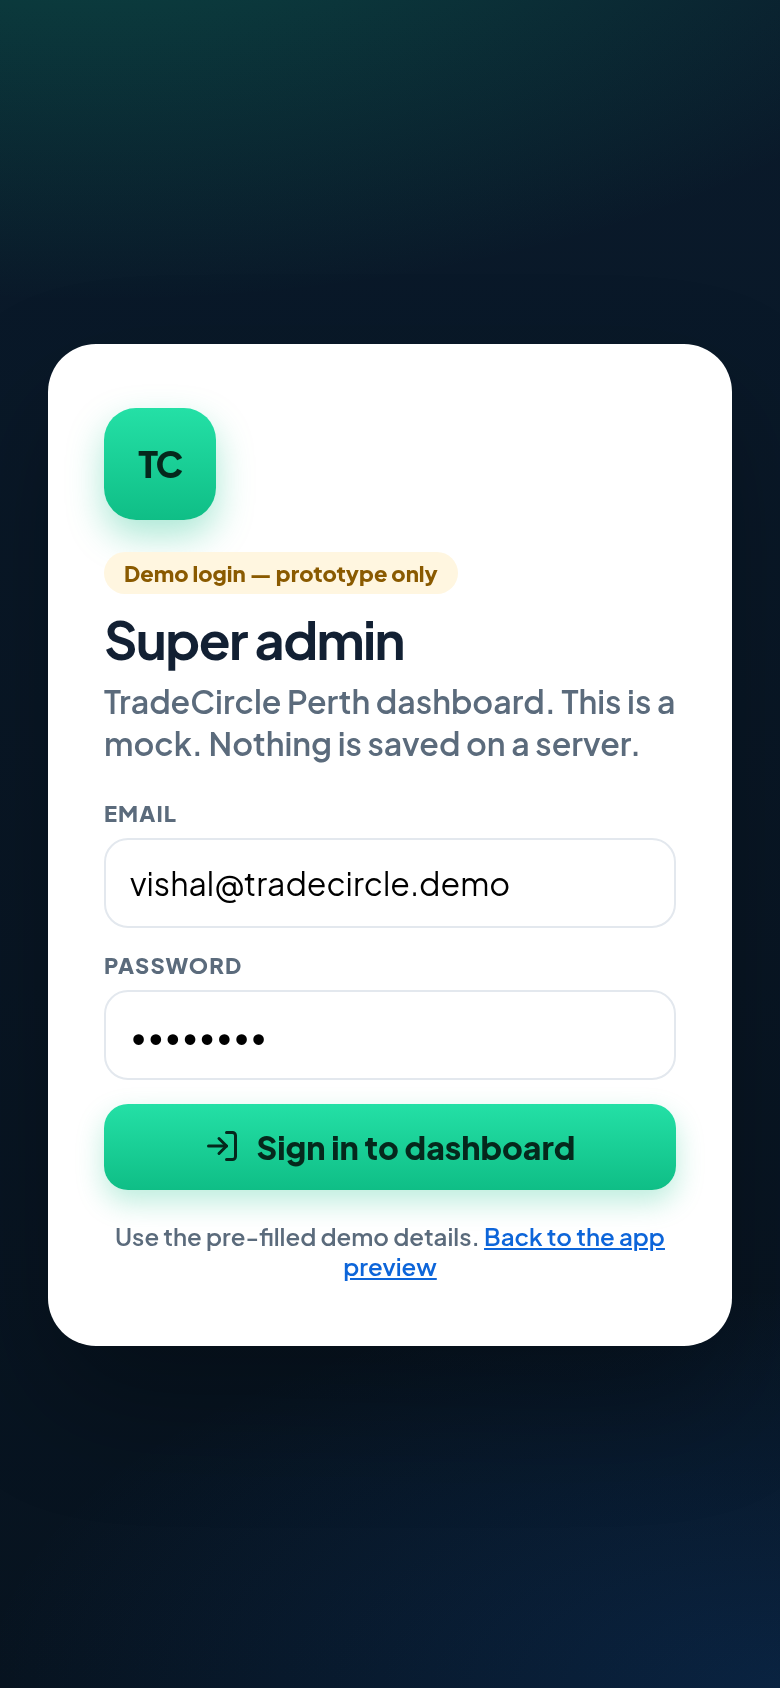 TC
Demo login — prototype only
Super admin
TradeCircle Perth dashboard. This is a
mock. Nothing is saved on a server.
EMAIL
vishal@tradecircle.demo
PASSWORD
••••••••
Sign in to dashboard
Use the pre-filled demo details. Back to the app
preview